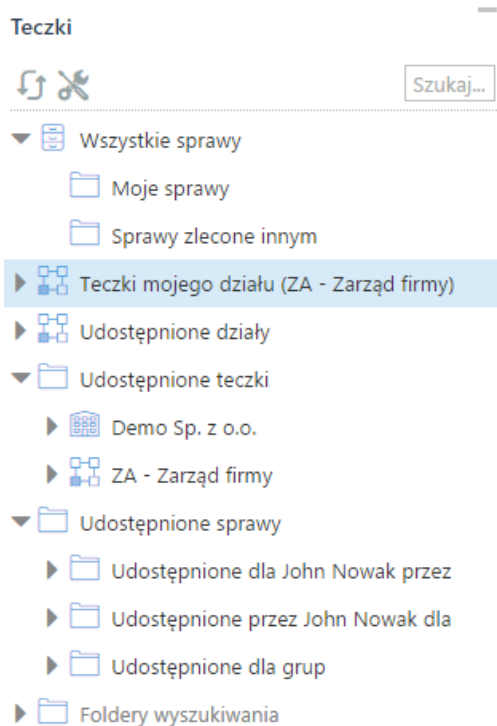 Teczki
Szukaj...
Wszystkie sprawy
Moje sprawy
Sprawy zlecone innym
Teczki mojego działu (ZA - Zarząd firmy)
Udostępnione działy
Udostępnione teczki
Demo Sp. z o.o.
ZA - Zarząd firmy
Udostępnione sprawy
Udostępnione dla John Nowak przez
Udostępnione przez John Nowak dla
Udostępnione dla grup
Foldery wyszukiwania